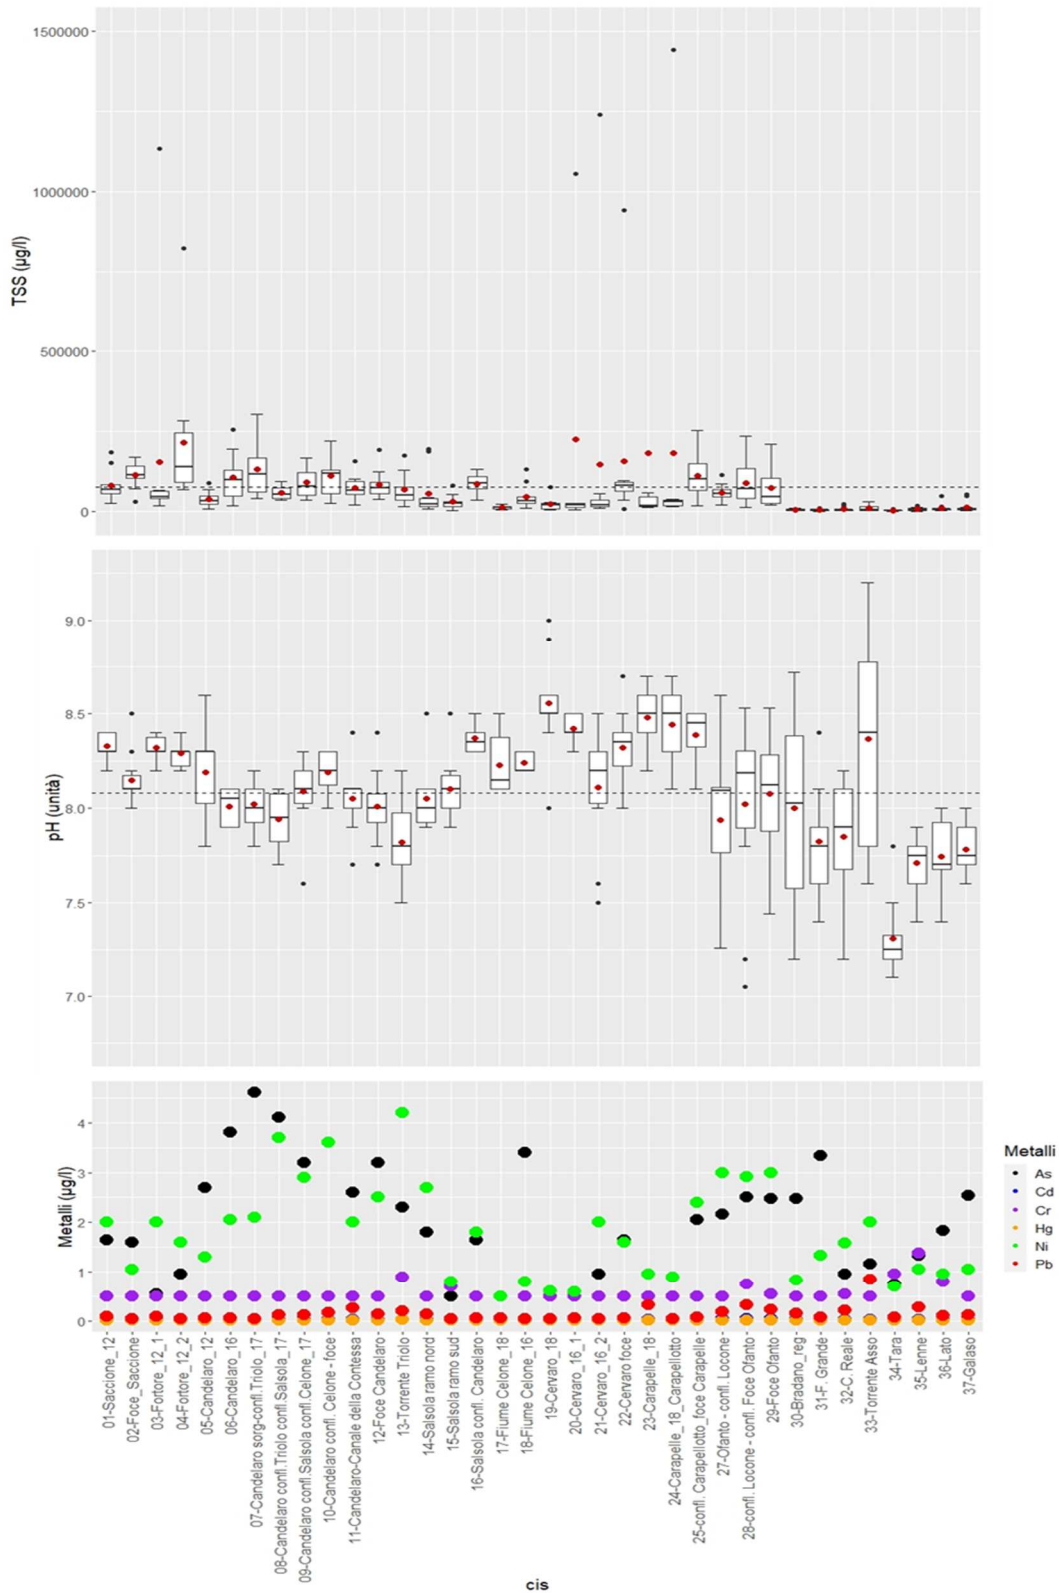 1500000
1000000
500000
0
TSS (µg/l)
9.0
8.5
8.0
7.5
7.0
pH (unità)
4
3
2
1
0
Metalli (µg/l)
Metalli
As
Cd
Cr
Hg
Ni
Pb
01-Saccione_12
02-Foce_Saccione
03-Fortore_12_1
04-Fortore_12_2
05-Candelaro_12
06-Candelaro_16
07-Candelaro sorg-confl.Triolo_17
08-Candelaro confl.Triolo confl.Salsola_17
09-Candelaro confl.Salsola confl.Celone_17
10-Candelaro confl. Celone - foce
11-Candelaro-Canale della Contessa
12-Foce Candelaro
13-Torrente Triolo
14-Salsola ramo nord
15-Salsola ramo sud
16-Salsola confl. Candelaro
17-Fiume Celone_18
18-Fiume Celone_16
19-Cervaro_18
20-Cervaro_16_1
21-Cervaro_16_2
22-Cervaro foce
23-Carapelle_18
24-Carapelle_18_Carapellotto
25-confl. Carapellotto_foce Carapelle
27-Ofanto - confl. Locone
28-confl. Locone - confl. Foce Ofanto
29-Foce Ofanto
30-Bradano_reg
31-F. Grande
32-C. Reale
33-Torrente Asso
34-Tara
35-Lenne
36-Lato
37-Galaso
cis